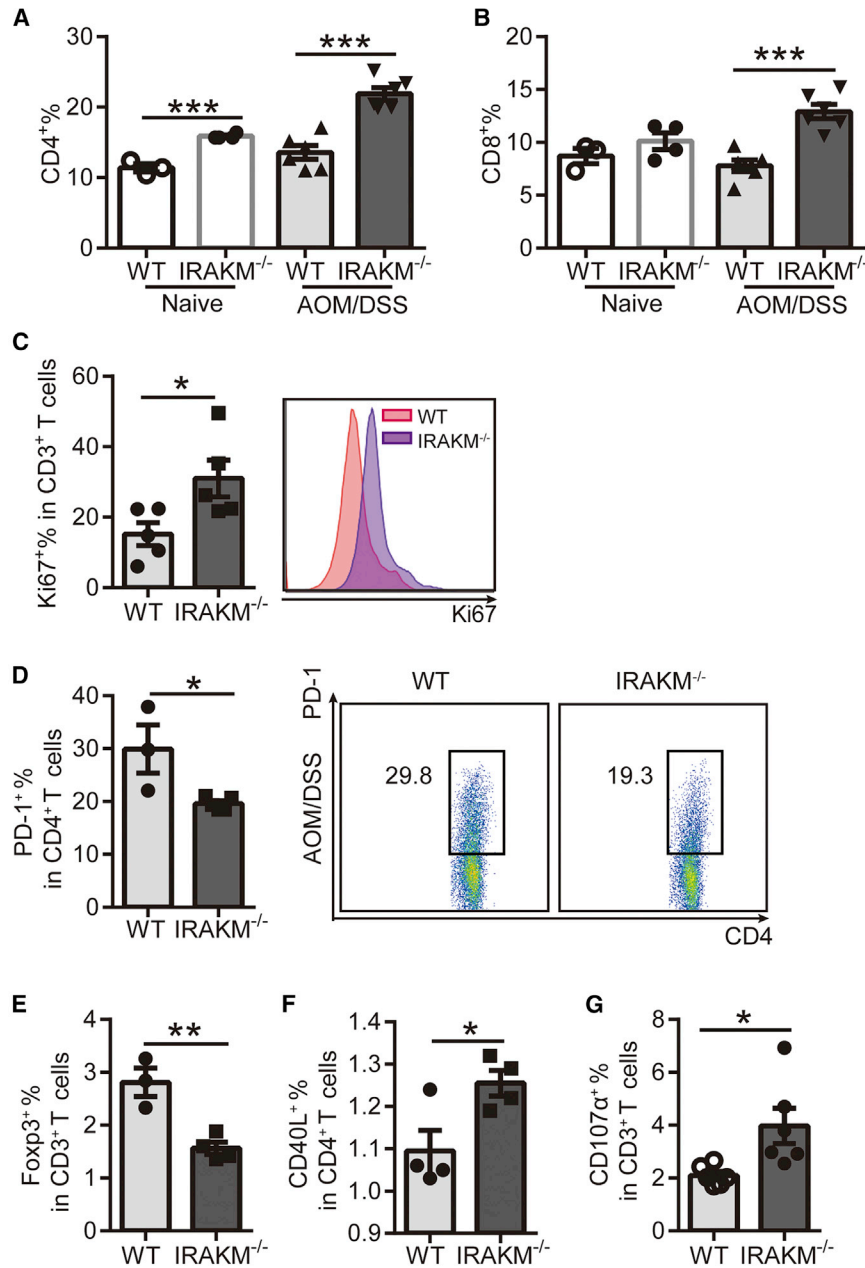 A
CD4⁺%
30
20
10
0
***
***
WT IRAKM⁻/⁻ WT IRAKM⁻/⁻
Naive AOM/DSS
B
CD8⁺%
20
15
10
5
0
***
WT IRAKM⁻/⁻ WT IRAKM⁻/⁻
Naive AOM/DSS
C
Ki67⁺% in CD3⁺ T cells
60
40
20
0
*
WT IRAKM⁻/⁻
WT
IRAKM⁻/⁻
Ki67
D
PD-1⁺ %
in CD4⁺ T cells
40
30
20
10
0
*
WT IRAKM⁻/⁻
WT IRAKM⁻/⁻
PD-1
AOM/DSS
29.8
19.3
CD4
E
Foxp3⁺ %
in CD3⁺ T cells
4
3
2
1
0
**
WT IRAKM⁻/⁻
F
CD40L⁺ %
in CD4⁺ T cells
1.4
1.3
1.2
1.1
1.0
0.9
*
WT IRAKM⁻/⁻
G
CD107α⁺ %
in CD3⁺ T cells
8
6
4
2
0
*
WT IRAKM⁻/⁻